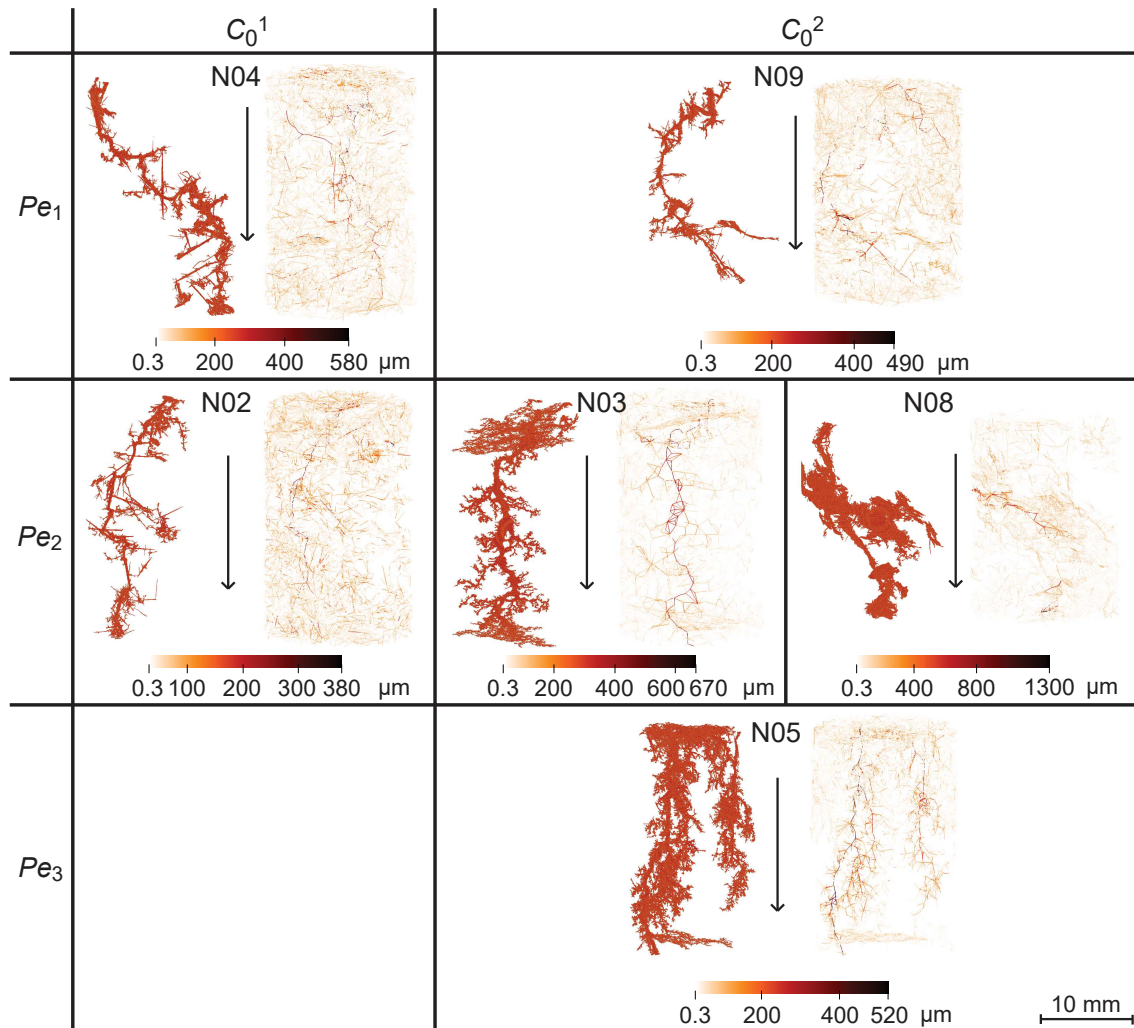 C₀¹ C₀²
Pe₁
N04
0.3 200 400 580 µm
N09
0.3 200 400 490 µm
Pe₂
N02
0.3 100 200 300 380 µm
N03
0.3 200 400 600 670 µm
N08
0.3 400 800 1300 µm
Pe₃
N05
0.3 200 400 520 µm
10 mm